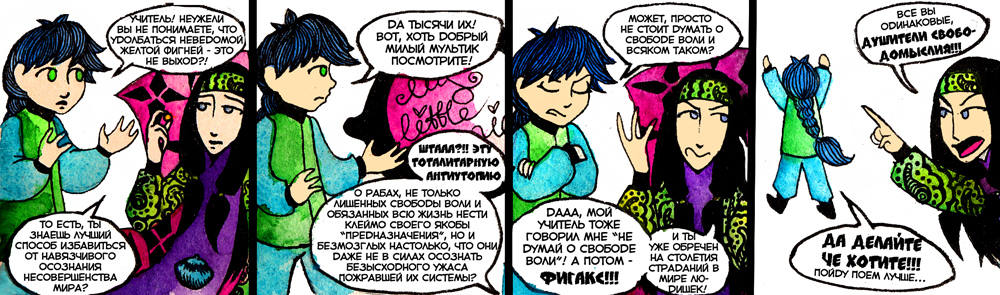 УЧИТЕЛЬ! НЕУЖЕЛИ
ВЫ НЕ ПОНИМАЕТЕ, ЧТО
УДОЛБАТЬСЯ НЕВЕДОМОЙ
ЖЕЛТОЙ ФИГНЕЙ - ЭТО
НЕ ВЫХОД?!
ТО ЕСТЬ, ТЫ
ЗНАЕШЬ ЛУЧШИЙ
СПОСОБ ИЗБАВИТЬСЯ
ОТ НАВЯЗЧИВОГО
ОСОЗНАНИЯ
НЕСОВЕРШЕНСТВА
МИРА?
ДА ТЫСЯЧИ ИХ!
ВОТ, ХОТЬ ДОБРЫЙ
МИЛЫЙ МУЛЬТИК
ПОСМОТРИТЕ!
little
ШТААА?!! ЭТУ
ТОТАЛИТАРНУЮ
АНТИУТОПИЮ
О РАБАХ, НЕ ТОЛЬКО
ЛИШЕННЫХ СВОБОДЫ ВОЛИ И
ОБЯЗАННЫХ ВСЮ ЖИЗНЬ НЕСТИ
КЛЕЙМО СВОЕГО ЯКОБЫ
"ПРЕДНАЗНАЧЕНИЯ", НО И
БЕЗМОЗГЛЫХ НАСТОЛЬКО, ЧТО ОНИ
ДАЖЕ НЕ В СИЛАХ ОСОЗНАТЬ
БЕЗЫСХОДНОГО УЖАСА
ПОЖРАВШЕЙ ИХ СИСТЕМЫ?
МОЖЕТ, ПРОСТО
НЕ СТОИТ ДУМАТЬ О
СВОБОДЕ ВОЛИ И
ВСЯКОМ ТАКОМ?
ДААА, МОЙ
УЧИТЕЛЬ ТОЖЕ
ГОВОРИЛ МНЕ "НЕ
ДУМАЙ О СВОБОДЕ
ВОЛИ"! А ПОТОМ -
ФИГАКС!!!
И ТЫ
УЖЕ ОБРЕЧЕН
НА СТОЛЕТИЯ
СТРАДАНИЙ В
МИРЕ ЛО-
РИШЕК!
ВСЕ ВЫ
ОДИНАКОВЫЕ,
ДУШИТЕЛИ СВОБО-
ДОМЫСЛИЯ!!!
ДА ДЕЛАЙТЕ
ЧЕ ХОТИТЕ!!!
ПОЙДУ ПОЕМ ЛУЧШЕ...